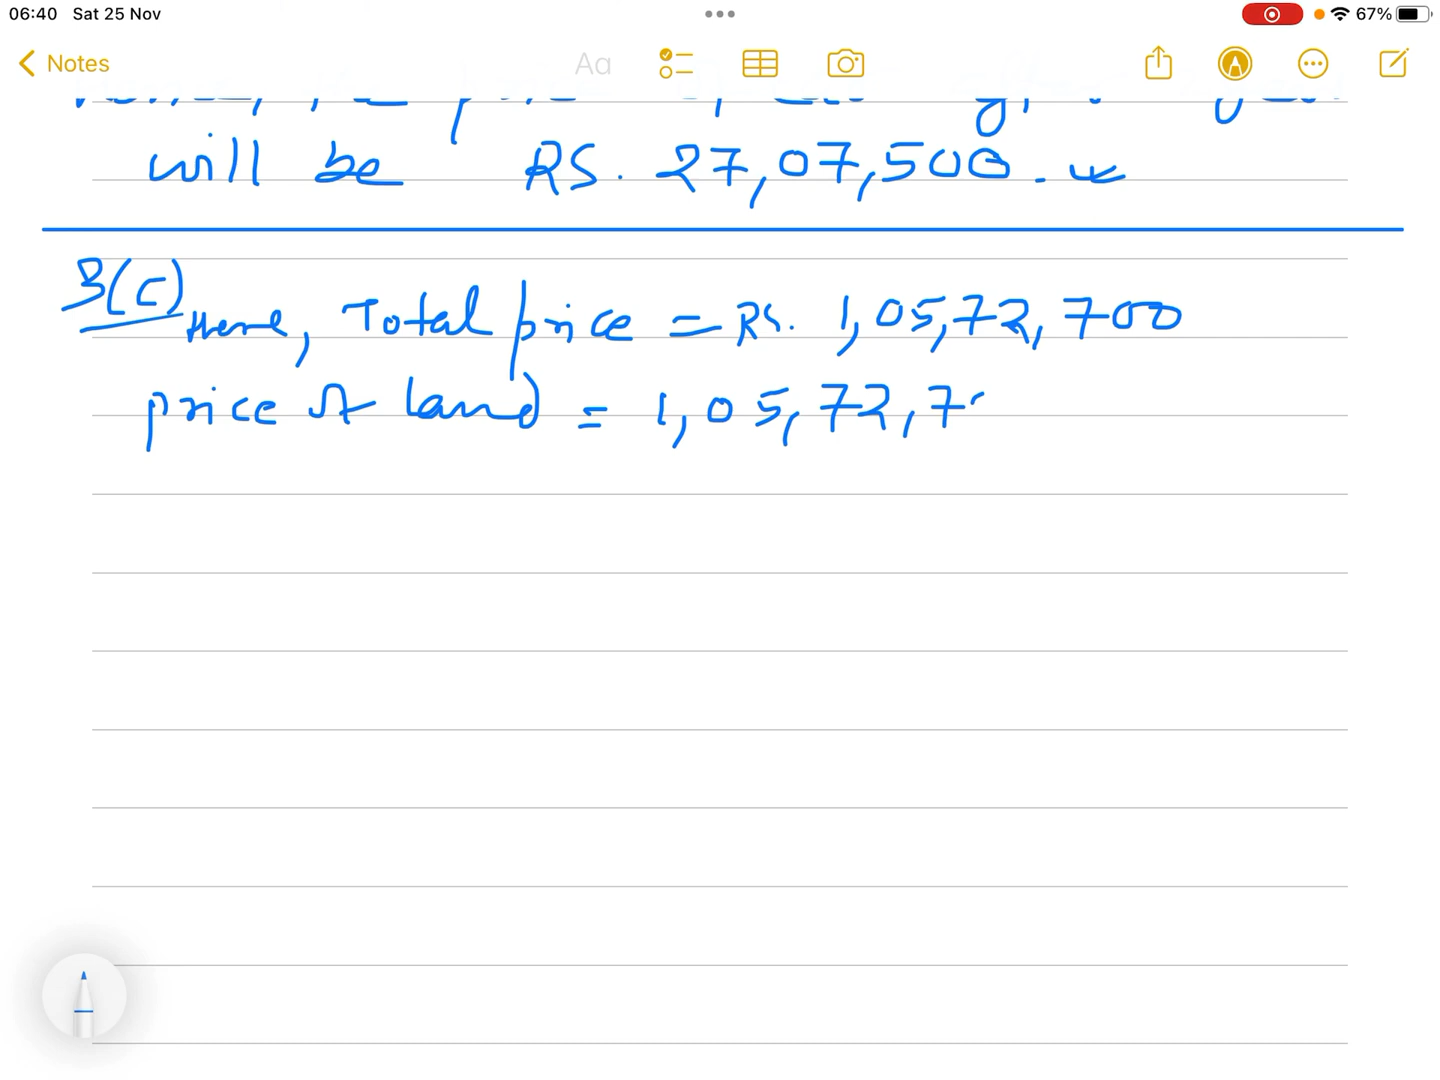 06:40 Sat 25 Nov
67%
Notes
Aa
will be RS. 27,07,500.
3(c) Here, Total price = RS. 1,05,72,700
price of land = 1,05,72,7